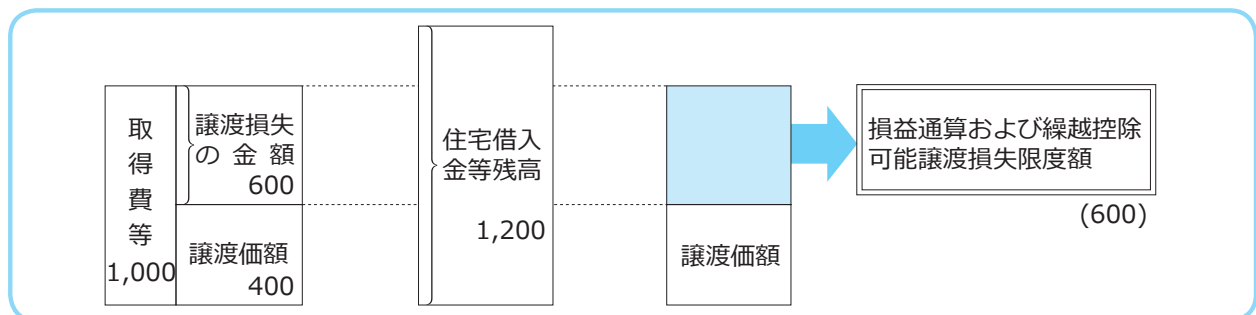 取得費等
1,000
譲渡損失
の金額
600
譲渡価額
400
住宅借入
金等残高
1,200
譲渡価額
損益通算および繰越控除
可能譲渡損失限度額
(600)